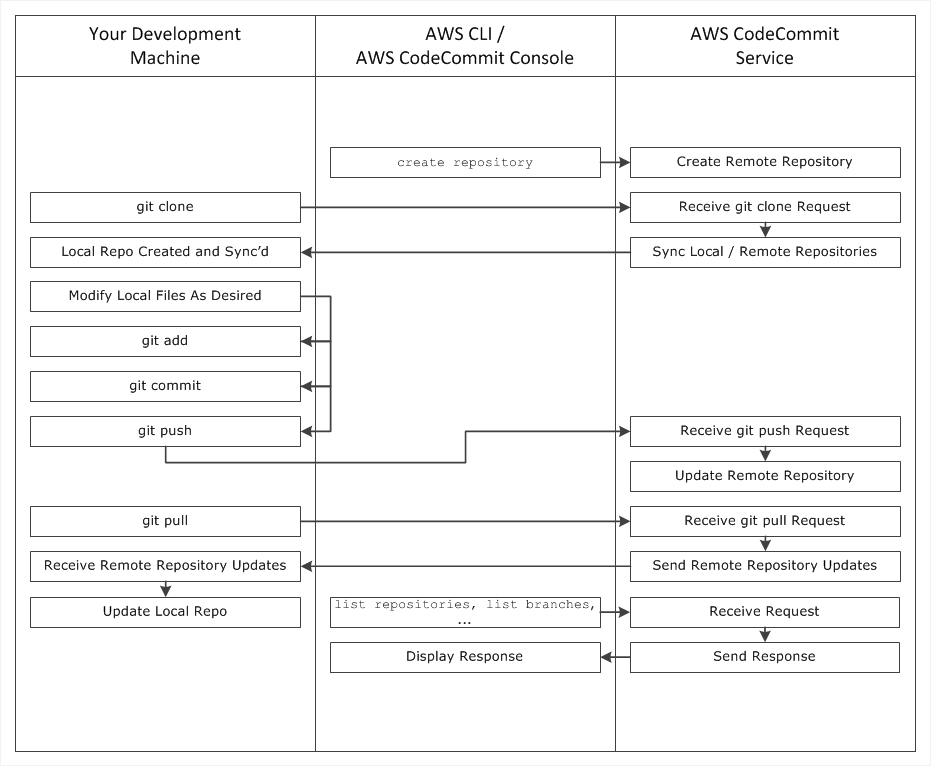 Your Development
Machine
AWS CLI /
AWS CodeCommit Console
AWS CodeCommit
Service
create repository
Create Remote Repository
git clone
Receive git clone Request
Local Repo Created and Sync’d
Sync Local / Remote Repositories
Modify Local Files As Desired
git add
git commit
git push
Receive git push Request
Update Remote Repository
git pull
Receive git pull Request
Receive Remote Repository Updates
Send Remote Repository Updates
Update Local Repo
list repositories, list branches,
...
Receive Request
Display Response
Send Response